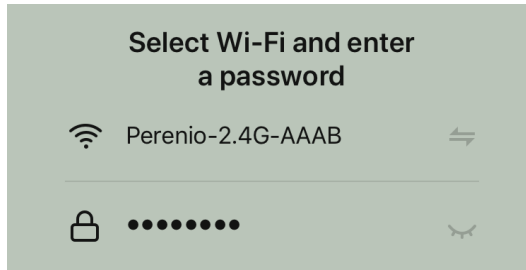 Select Wi-Fi and enter
a password
Perenio-2.4G-AAAB
••••••••